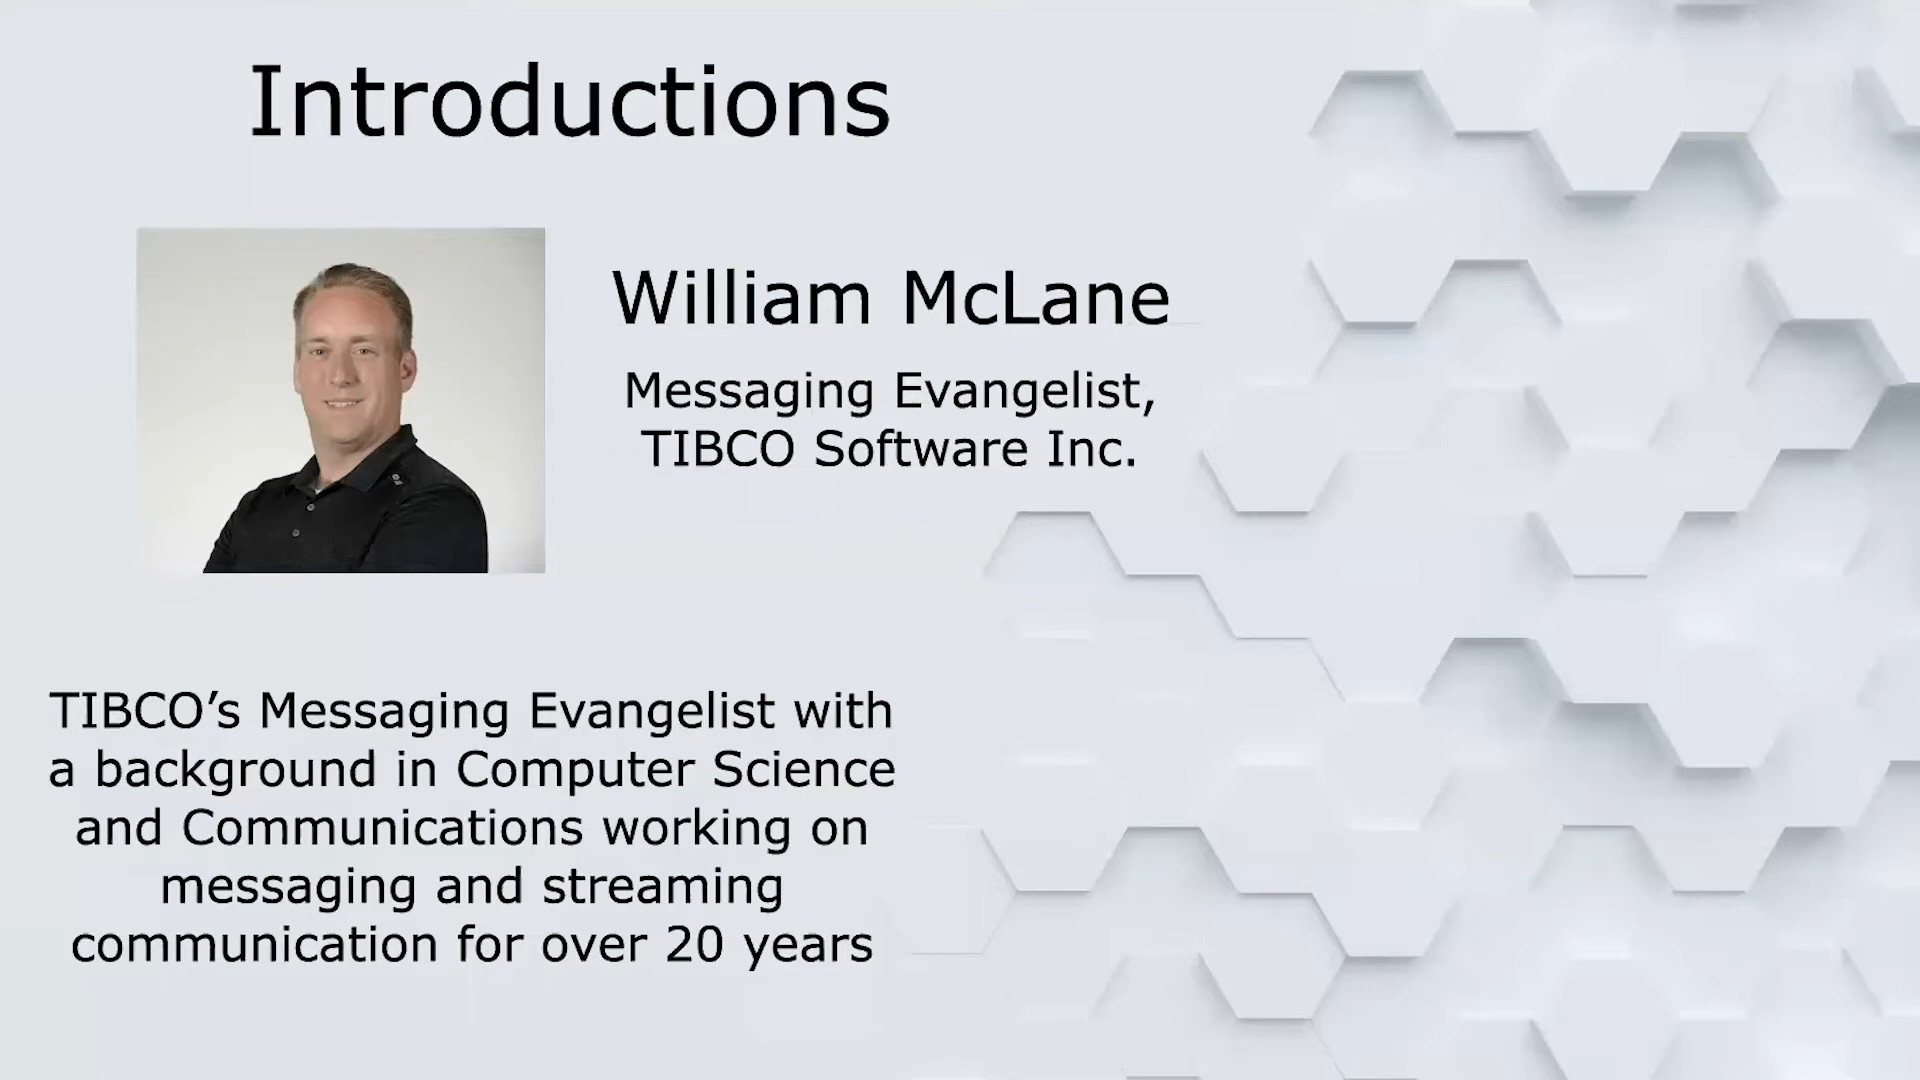 Introductions
William McLane
Messaging Evangelist,
TIBCO Software Inc.
TIBCO’s Messaging Evangelist with
a background in Computer Science
and Communications working on
messaging and streaming
communication for over 20 years